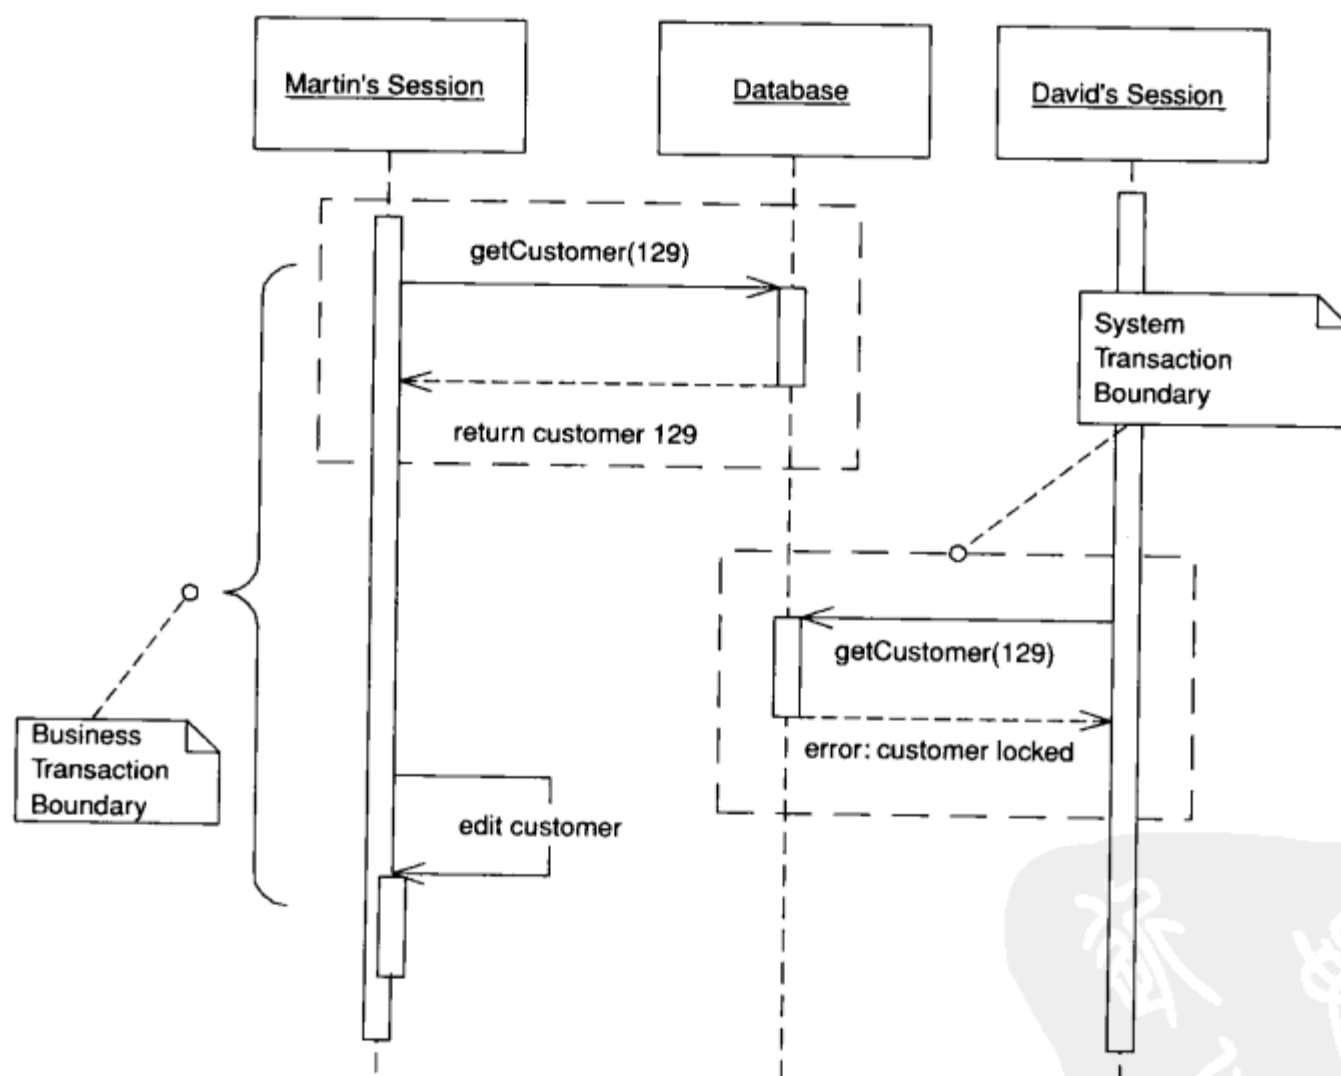 Martin's Session
Database
David's Session
getCustomer(129)
System
Transaction
Boundary
return customer 129
getCustomer(129)
Business
Transaction
Boundary
error: customer locked
edit customer